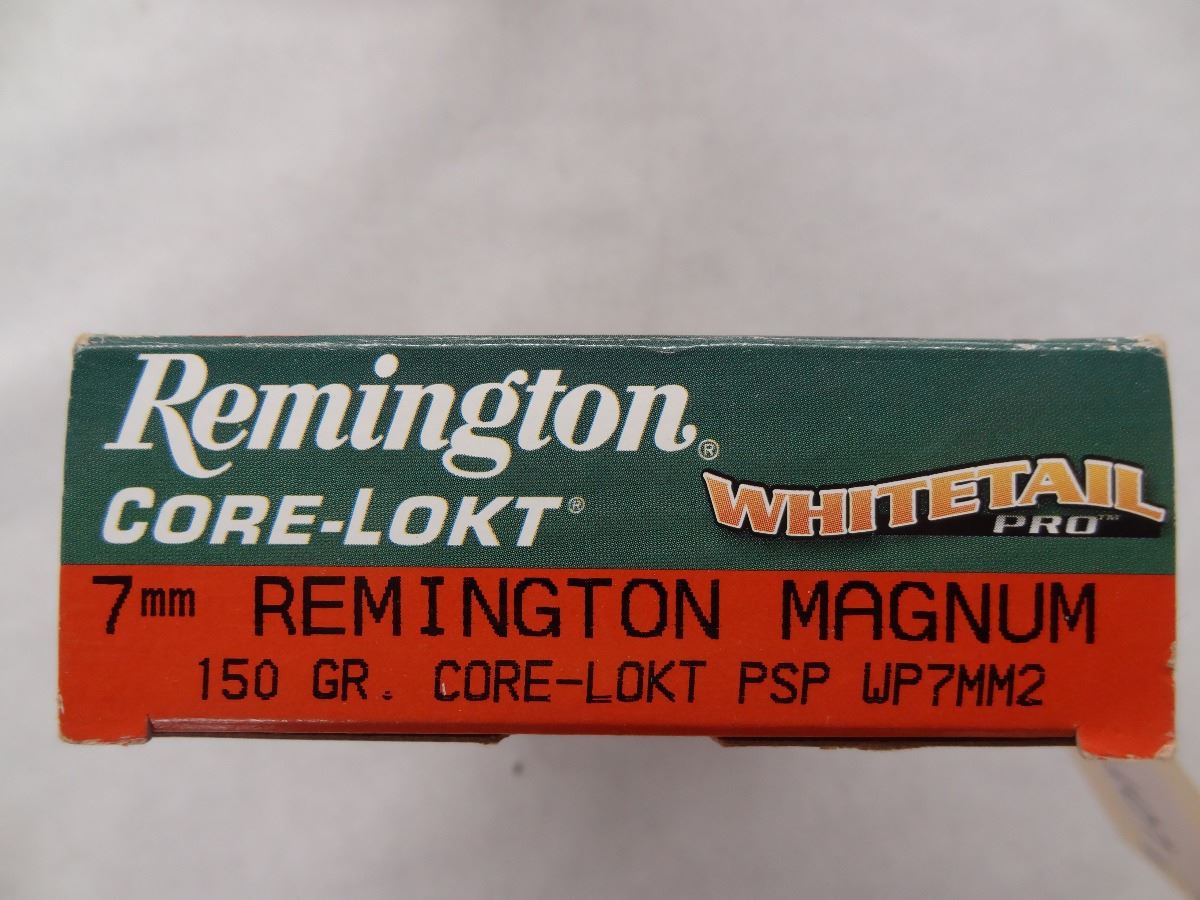 Remington®
CORE-LOKT®
WHITETAIL
PRO™
7mm REMINGTON MAGNUM
150 GR. CORE-LOKT PSP WP7MM2